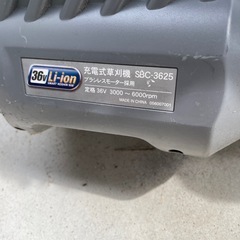 36V Li-ion
充電式草刈機 SBC-3625
ブラシレスモーター採用
定格 36V 3000～6000rpm
MADE IN CHINA